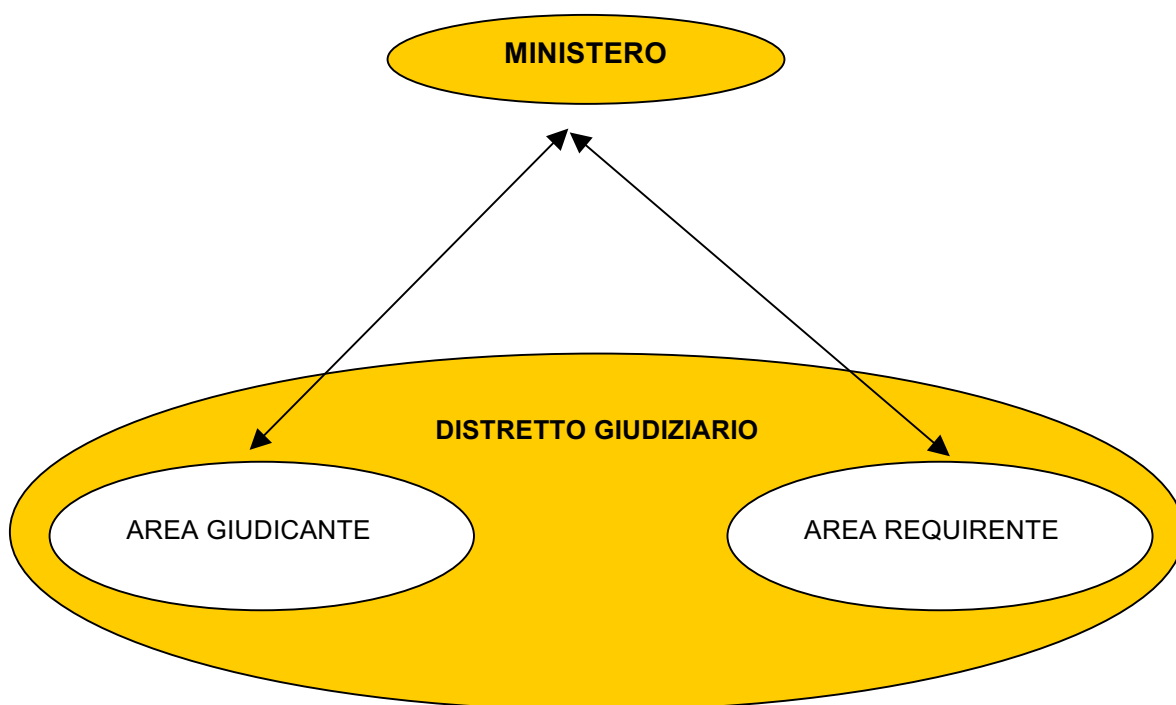 MINISTERO
DISTRETTO GIUDIZIARIO
AREA GIUDICANTE
AREA REQUIRENTE